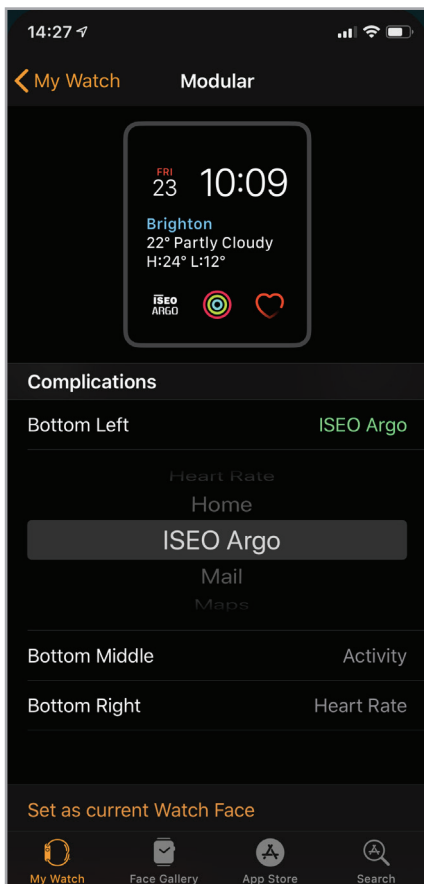 14:27
My Watch
Modular
FRI
23
10:09
Brighton
22° Partly Cloudy
H:24° L:12°
ISEO
ARGO
Complications
Bottom Left
ISEO Argo
Heart Rate
Home
ISEO Argo
Mail
Maps
Bottom Middle
Activity
Bottom Right
Heart Rate
Set as current Watch Face
My Watch
Face Gallery
App Store
Search